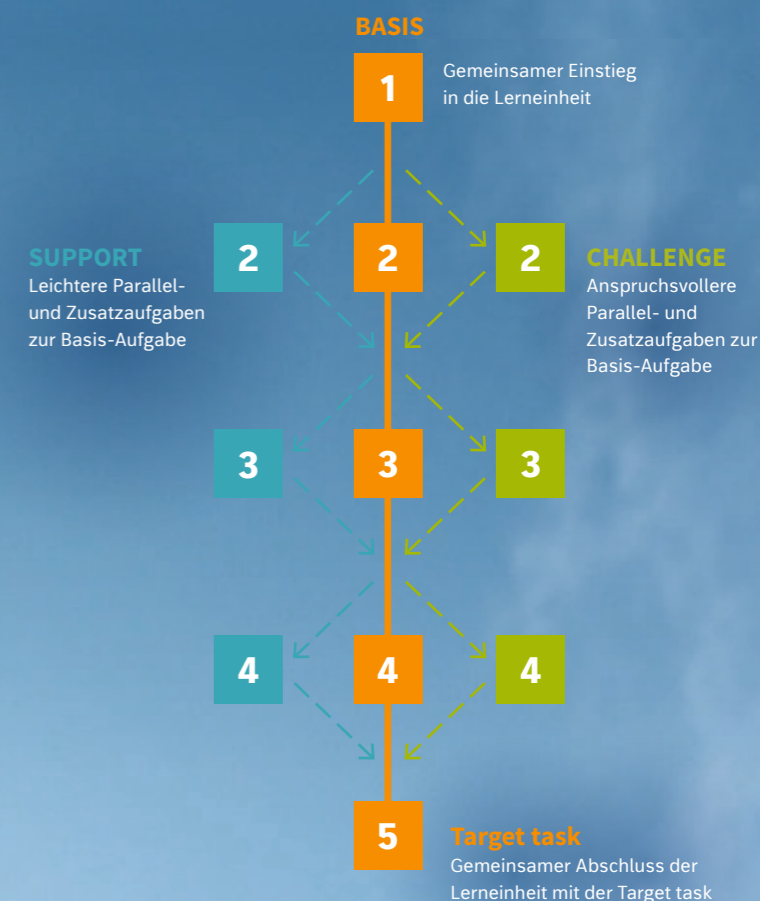 BASIS
1
Gemeinsamer Einstieg
in die Lerneinheit
SUPPORT
Leichtere Parallel-
und Zusatzaufgaben
zur Basis-Aufgabe
2
2
2
CHALLENGE
Anspruchsvollere
Parallel- und
Zusatzaufgaben zur
Basis-Aufgabe
3
3
3
4
4
4
5
Target task
Gemeinsamer Abschluss der
Lerneinheit mit der Target task